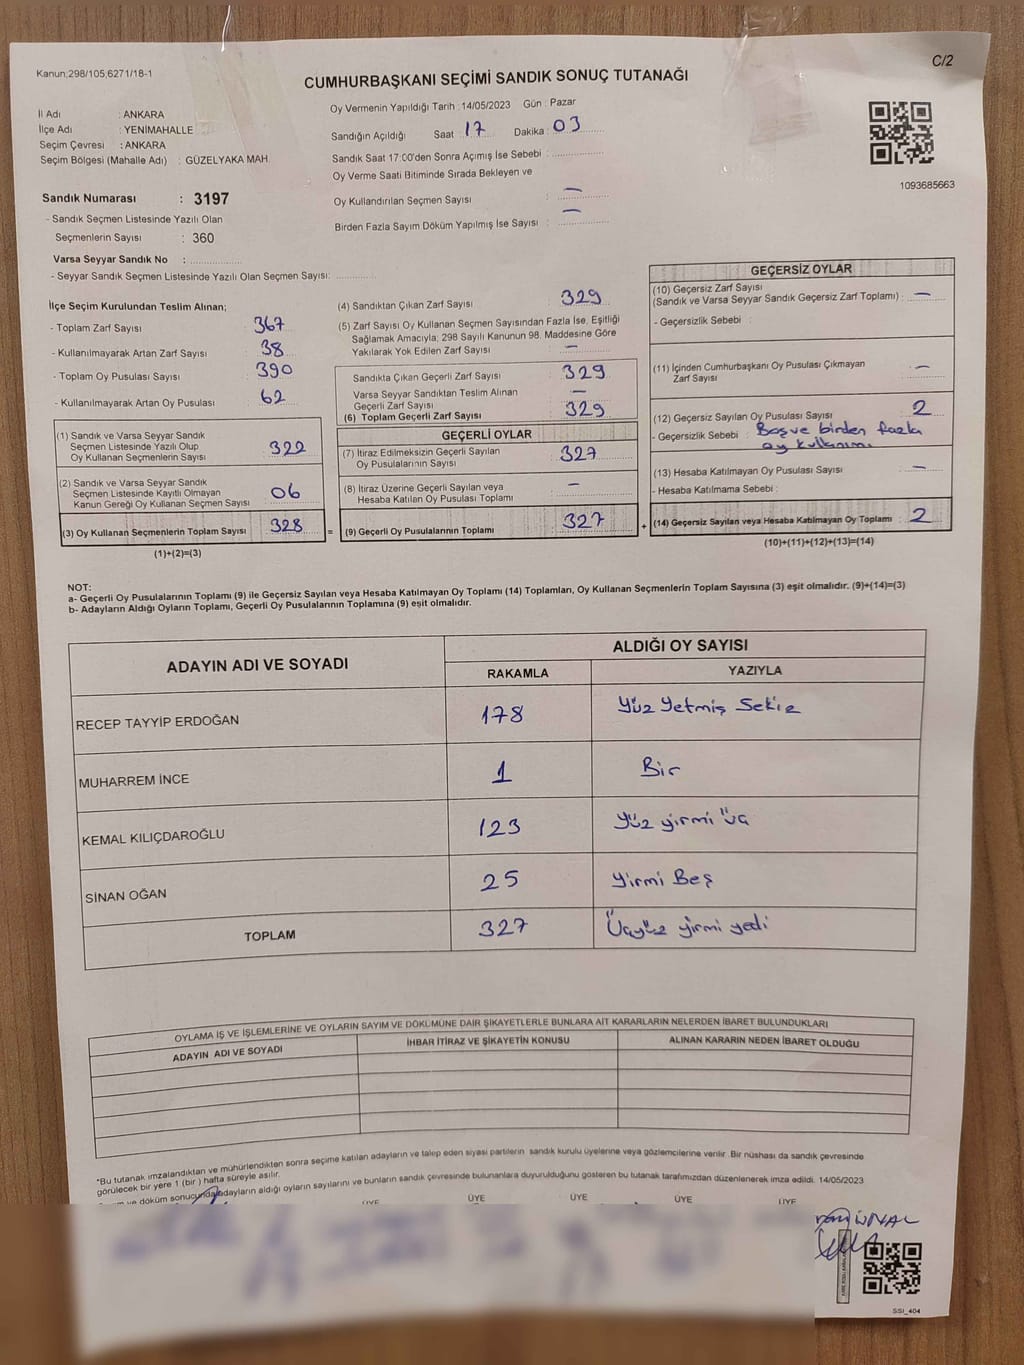 C/2
Kanun;298/105,6271/18-1
CUMHURBAŞKANI SEÇİMİ SANDIK SONUÇ TUTANAĞI
İl Adı : ANKARA
İlçe Adı : YENİMAHALLE
Seçim Çevresi : ANKARA
Seçim Bölgesi (Mahalle Adı) : GÜZELYAKA MAH.
Oy Vermenin Yapıldığı Tarih : 14/05/2023 Gün : Pazar
Sandığın Açıldığı Saat : 17 Dakika : 03
Sandık Saat 17:00'den Sonra Açımış İse Sebebi :
Oy Verme Saati Bitiminde Sırada Bekleyen ve
Oy Kullandırılan Seçmen Sayısı : —
Birden Fazla Sayım Döküm Yapılmış İse Sayısı : —
1093685663
Sandık Numarası : 3197
- Sandık Seçmen Listesinde Yazılı Olan
Seçmenlerin Sayısı : 360
Varsa Seyyar Sandık No :
- Seyyar Sandık Seçmen Listesinde Yazılı Olan Seçmen Sayısı:
İlçe Seçim Kurulundan Teslim Alınan;
- Toplam Zarf Sayısı 367
- Kullanılmayarak Artan Zarf Sayısı 38
- Toplam Oy Pusulası Sayısı 390
- Kullanılmayarak Artan Oy Pusulası 62
(1) Sandık ve Varsa Seyyar Sandık
Seçmen Listesinde Yazılı Olup
Oy Kullanan Seçmenlerin Sayısı 322
(2) Sandık ve Varsa Seyyar Sandık
Seçmen Listesinde Kayıtlı Olmayan
Kanun Gereği Oy Kullanan Seçmen Sayısı 06
(3) Oy Kullanan Seçmenlerin Toplam Sayısı 328
(1)+(2)=(3)
(4) Sandıktan Çıkan Zarf Sayısı 329
(5) Zarf Sayısı Oy Kullanan Seçmen Sayısından Fazla İse, Eşitliği
Sağlamak Amacıyla; 298 Sayılı Kanunun 98. Maddesine Göre
Yakılarak Yok Edilen Zarf Sayısı —
Sandıkta Çıkan Geçerli Zarf Sayısı 329
Varsa Seyyar Sandıktan Teslim Alınan
Geçerli Zarf Sayısı —
(6) Toplam Geçerli Zarf Sayısı 329
GEÇERLİ OYLAR
(7) İtiraz Edilmeksizin Geçerli Sayılan
Oy Pusulalarının Sayısı 327
(8) İtiraz Üzerine Geçerli Sayılan veya
Hesaba Katılan Oy Pusulası Toplamı —
= (9) Geçerli Oy Pusulalarının Toplamı 327
GEÇERSİZ OYLAR
(10) Geçersiz Zarf Sayısı
(Sandık ve Varsa Seyyar Sandık Geçersiz Zarf Toplamı) : —
- Geçersizlik Sebebi :
(11) İçinden Cumhurbaşkanı Oy Pusulası Çıkmayan
Zarf Sayısı —
(12) Geçersiz Sayılan Oy Pusulası Sayısı 2
- Geçersizlik Sebebi : Boş ve birden fazla
oy kullanımı
(13) Hesaba Katılmayan Oy Pusulası Sayısı —
- Hesaba Katılmama Sebebi :
+ (14) Geçersiz Sayılan veya Hesaba Katılmayan Oy Toplamı : 2
(10)+(11)+(12)+(13)=(14)
NOT:
a- Geçerli Oy Pusulalarının Toplamı (9) ile Geçersiz Sayılan veya Hesaba Katılmayan Oy Toplamı (14) Toplamları, Oy Kullanan Seçmenlerin Toplam Sayısına (3) eşit olmalıdır. (9)+(14)=(3)
b- Adayların Aldığı Oyların Toplamı, Geçerli Oy Pusulalarının Toplamına (9) eşit olmalıdır.
ADAYIN ADI VE SOYADI
ALDIĞI OY SAYISI
RAKAMLA YAZIYLA
RECEP TAYYİP ERDOĞAN 178 Yüz Yetmiş Sekiz
MUHARREM İNCE 1 Bir
KEMAL KILIÇDAROĞLU 123 Yüz yirmi üç
SİNAN OĞAN 25 Yirmi Beş
TOPLAM 327 Üçyüz yirmi yedi
OYLAMA İŞ VE İŞLEMLERİNE VE OYLARIN SAYIM VE DÖKÜMÜNE DAİR ŞİKAYETLERLE BUNLARA AİT KARARLARIN NELERDEN İBARET BULUNDUKLARI
ADAYIN ADI VE SOYADI İHBAR İTİRAZ VE ŞİKAYETİN KONUSU ALINAN KARARIN NEDEN İBARET OLDUĞU
*Bu tutanak imzalandıktan ve mühürlendikten sonra seçime katılan adayların ve talep eden siyasi partilerin sandık kurulu üyelerine veya gözlemcilerine verilir. Bir nüshası da sandık çevresinde
görülecek bir yere 1 (bir) hafta süreyle asılır.
ve döküm sonucunda adayların aldığı oyların sayılarını ve bunların sandık çevresinde bulunanlara duyurulduğunu gösteren bu tutanak tarafımızdan düzenlenerek imza edildi. 14/05/2023
ÜYE ÜYE ÜYE ÜYE ÜYE
ÜNAL
SSI_404